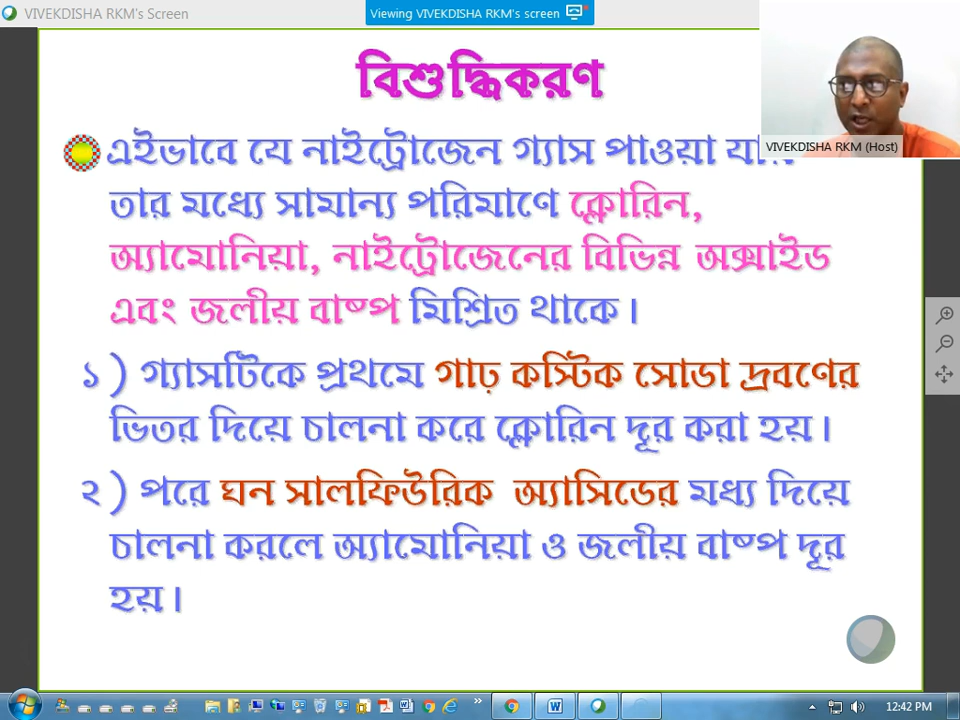 VIVEKDISHA RKM's Screen
Viewing VIVEKDISHA RKM's screen
বিশুদ্ধিকরণ
এইভাবে যে নাইট্রোজেন গ্যাস পাওয়া
তার মধ্যে সামান্য পরিমাণে ক্লোরিন,
অ্যামোনিয়া, নাইট্রোজেনের বিভিন্ন অক্সাইড
এবং জলীয় বাষ্প মিশ্রিত থাকে।
১) গ্যাসটিকে প্রথমে গাঢ় কস্টিক সোডা দ্রবণের
ভিতর দিয়ে চালনা করে ক্লোরিন দূর করা হয়।
২) পরে ঘন সালফিউরিক অ্যাসিডের মধ্য দিয়ে
চালনা করলে অ্যামোনিয়া ও জলীয় বাষ্প দূর
হয়।
VIVEKDISHA RKM (Host)
12:42 PM